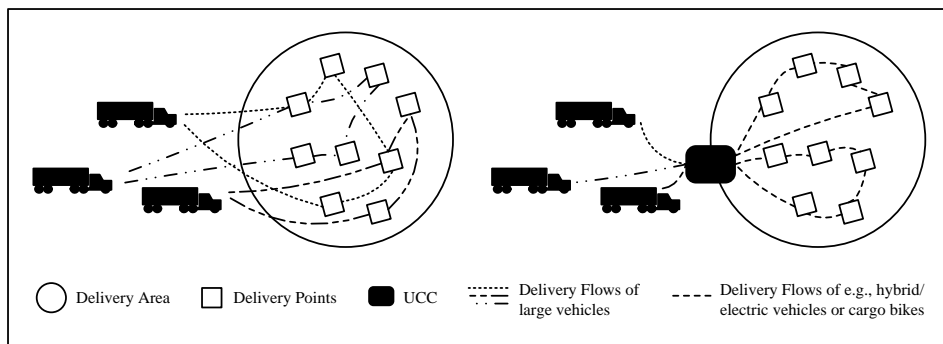 Delivery Area
Delivery Points
UCC
Delivery Flows of
large vehicles
Delivery Flows of e.g., hybrid/
electric vehicles or cargo bikes